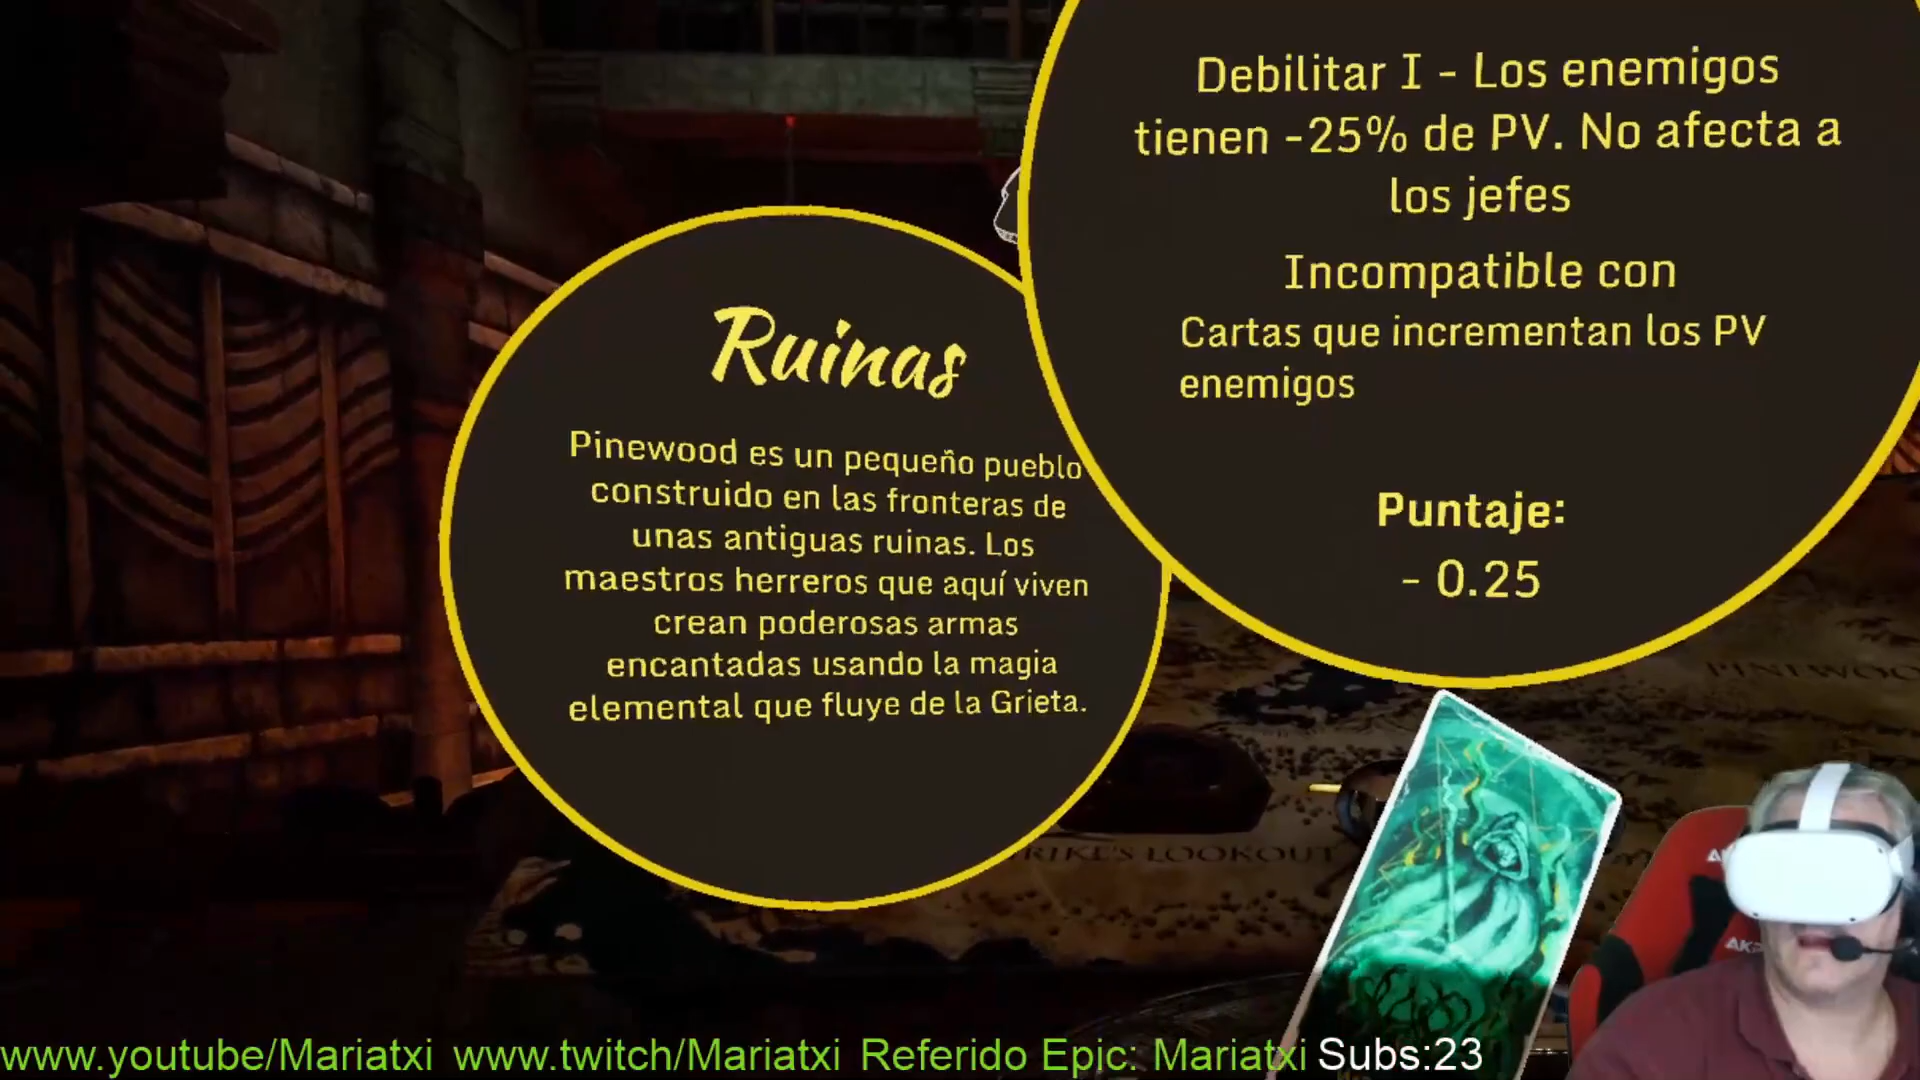 Debilitar I - Los enemigos
tienen -25% de PV. No afecta a
los jefes
Incompatible con
Cartas que incrementan los PV
enemigos
Puntaje:
- 0.25
Ruinas
Pinewood es un pequeño pueblo
construido en las fronteras de
unas antiguas ruinas. Los
maestros herreros que aquí viven
crean poderosas armas
encantadas usando la magia
elemental que fluye de la Grieta.
LOOKOUT
www.youtube/Mariatxi www.twitch/Mariatxi Referido Epic: Mariatxi Subs:23